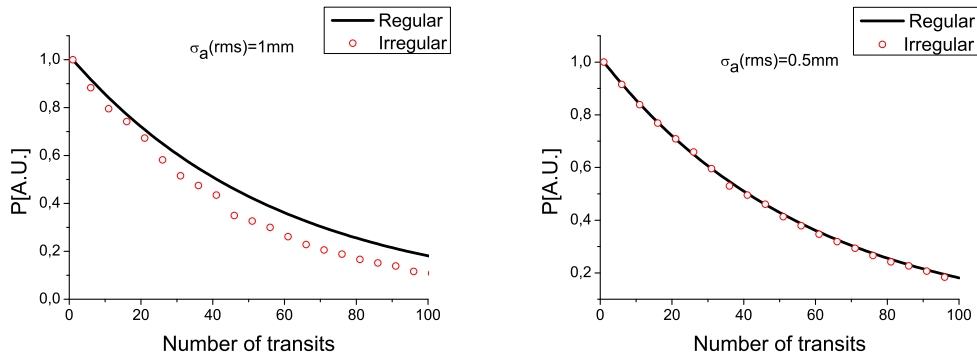 Regular
Irregular
σa(rms)=1mm
1,0
0,8
0,6
0,4
0,2
0,0
P[A.U.]
0 20 40 60 80 100
Number of transits
Regular
Irregular
σa(rms)=0.5mm
1,0
0,8
0,6
0,4
0,2
P[A.U.]
0 20 40 60 80 100
Number of transits